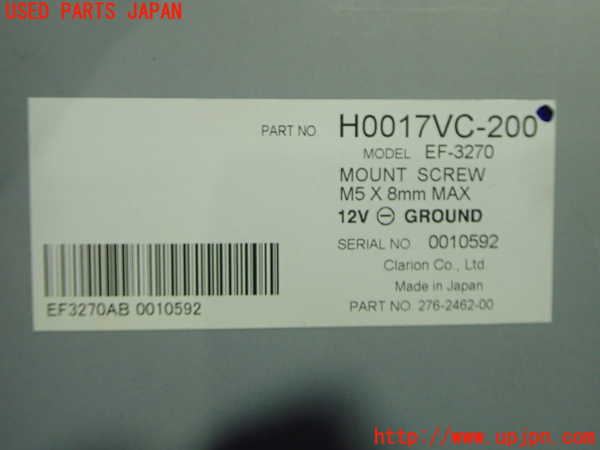 USED PARTS JAPAN
PART NO. H0017VC-200
MODEL EF-3270
MOUNT SCREW
M5 X 8mm MAX
12V ⊖ GROUND
SERIAL NO. 0010592
Clarion Co., Ltd.
Made in Japan
PART NO. 276-2462-00
EF3270AB 0010592
http://www.upjpn.com/